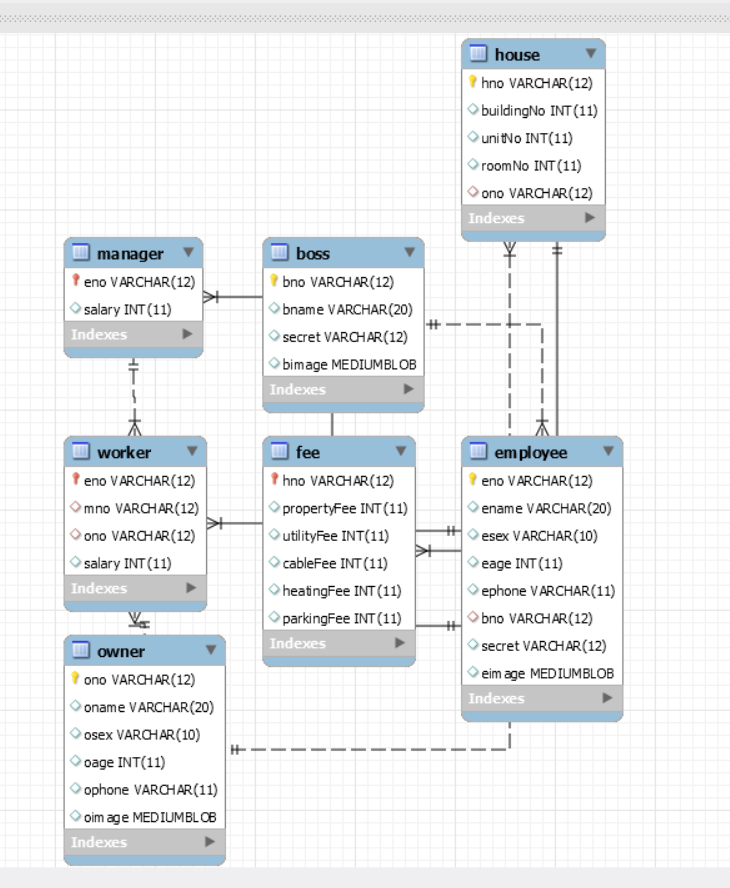 house
hno VARCHAR(12)
buildingNo INT(11)
unitNo INT(11)
roomNo INT(11)
ono VARCHAR(12)
Indexes
manager
eno VARCHAR(12)
salary INT(11)
Indexes
boss
bno VARCHAR(12)
bname VARCHAR(20)
secret VARCHAR(12)
bimage MEDIUMBLOB
Indexes
worker
eno VARCHAR(12)
mno VARCHAR(12)
ono VARCHAR(12)
salary INT(11)
Indexes
fee
hno VARCHAR(12)
propertyFee INT(11)
utilityFee INT(11)
cableFee INT(11)
heatingFee INT(11)
parkingFee INT(11)
Indexes
employee
eno VARCHAR(12)
ename VARCHAR(20)
esex VARCHAR(10)
eage INT(11)
ephone VARCHAR(11)
bno VARCHAR(12)
secret VARCHAR(12)
eimage MEDIUMBLOB
Indexes
owner
ono VARCHAR(12)
oname VARCHAR(20)
osex VARCHAR(10)
oage INT(11)
ophone VARCHAR(11)
oimage MEDIUMBLOB
Indexes